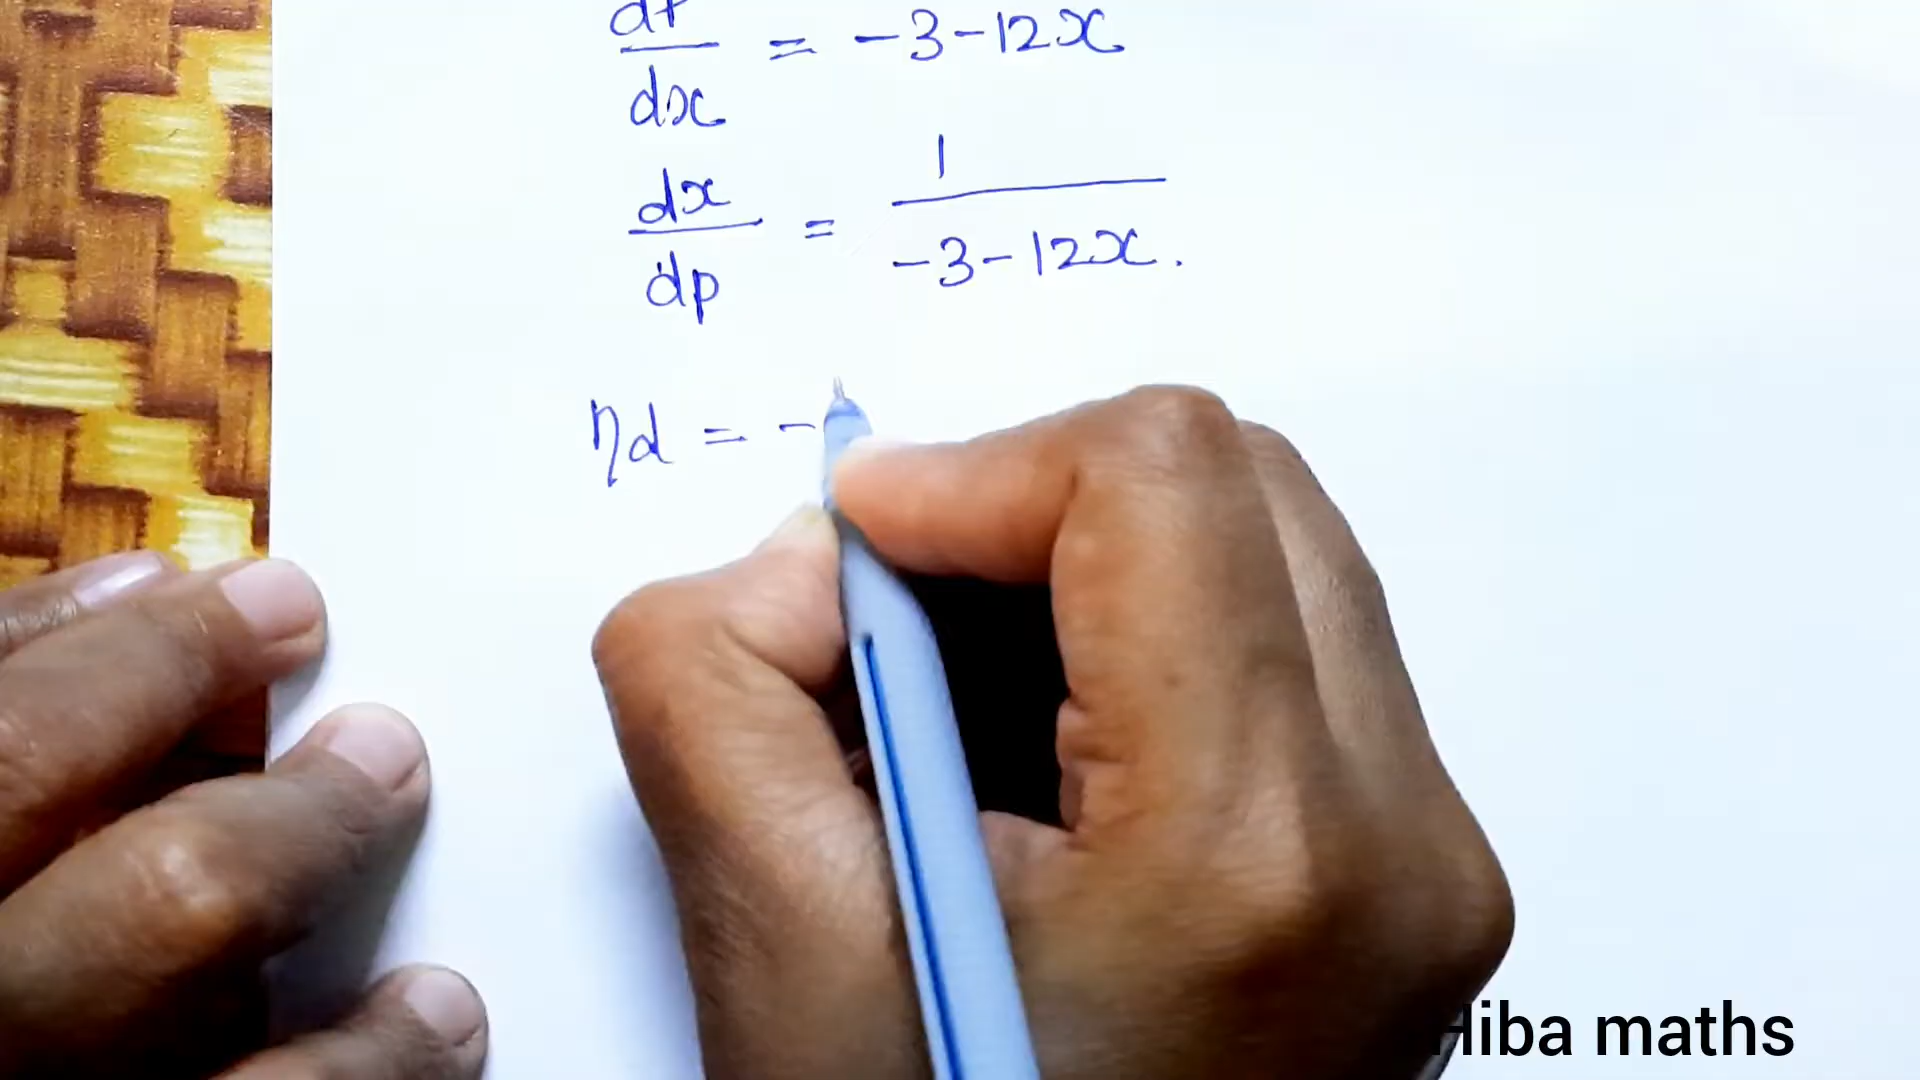 dp/dx = -3-12x
dx/dp = 1/-3-12x.
ηd = -
Hiba maths